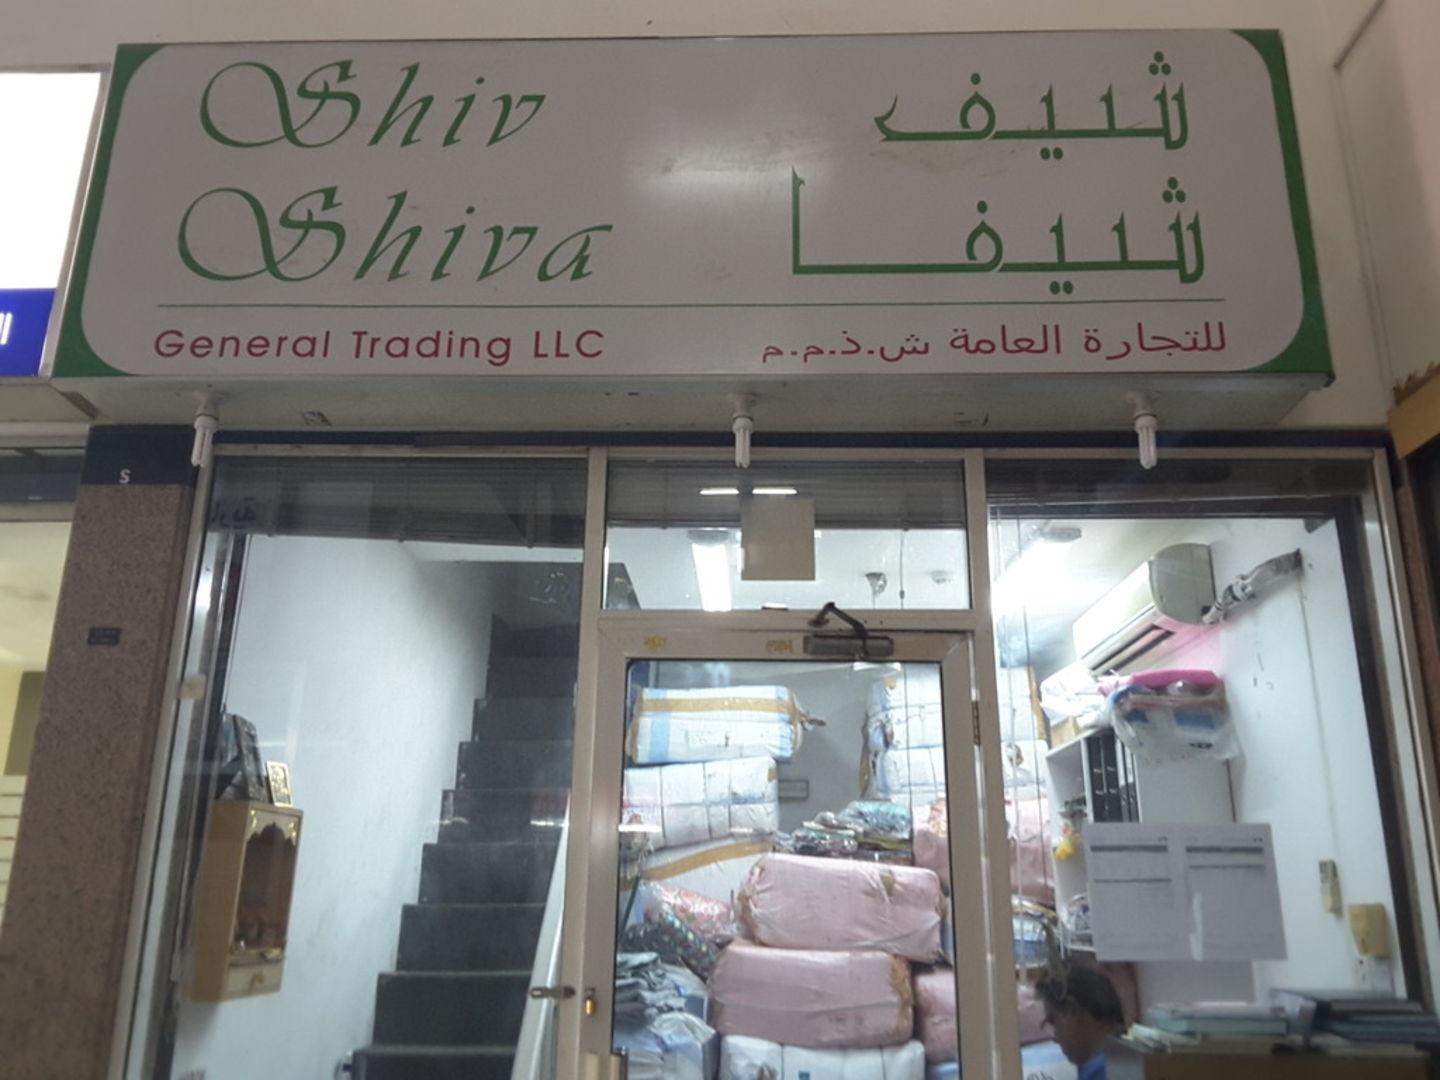 Shiv
شيف
Shiva
شيفا
General Trading LLC
للتجارة العامة ش.ذ.م.م
S